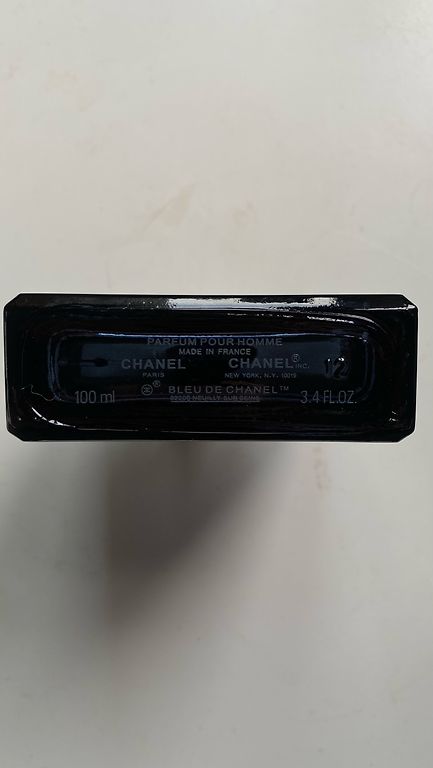 PARFUM POUR HOMME
MADE IN FRANCE
CHANEL CHANEL® INC.
PARIS NEW YORK, N.Y. 10019
12
BLEU DE CHANEL™
100 ml 92200 NEUILLY SUR SEINE 3.4 FL.OZ.